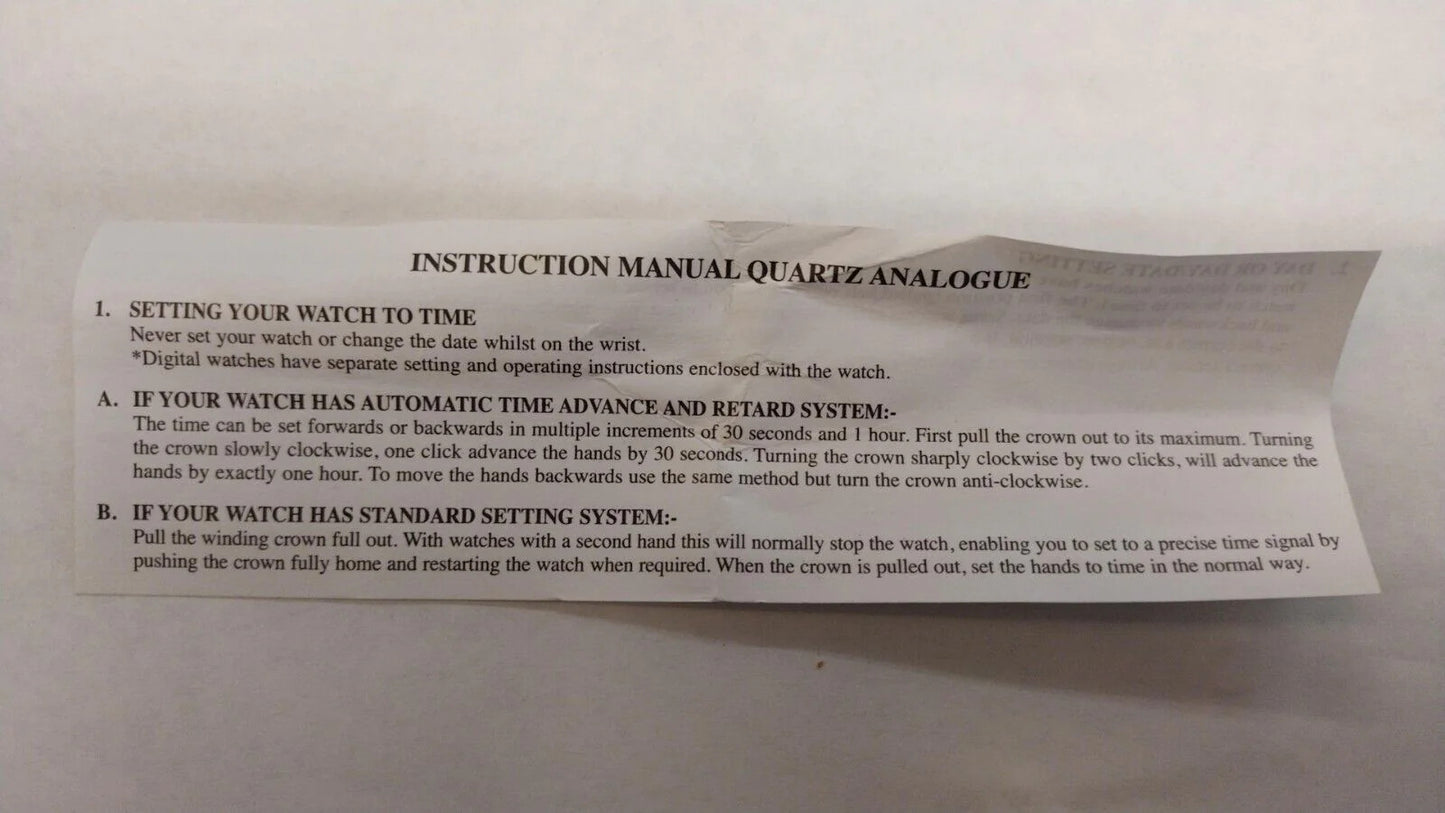 INSTRUCTION MANUAL QUARTZ ANALOGUE
1. SETTING YOUR WATCH TO TIME
Never set your watch or change the date whilst on the wrist.
*Digital watches have separate setting and operating instructions enclosed with the watch.
A. IF YOUR WATCH HAS AUTOMATIC TIME ADVANCE AND RETARD SYSTEM:-
The time can be set forwards or backwards in multiple increments of 30 seconds and 1 hour. First pull the crown out to its maximum. Turning
the crown slowly clockwise, one click advance the hands by 30 seconds. Turning the crown sharply clockwise by two clicks, will advance the
hands by exactly one hour. To move the hands backwards use the same method but turn the crown anti-clockwise.
B. IF YOUR WATCH HAS STANDARD SETTING SYSTEM:-
Pull the winding crown full out. With watches with a second hand this will normally stop the watch, enabling you to set to a precise time signal by
pushing the crown fully home and restarting the watch when required. When the crown is pulled out, set the hands to time in the normal way.